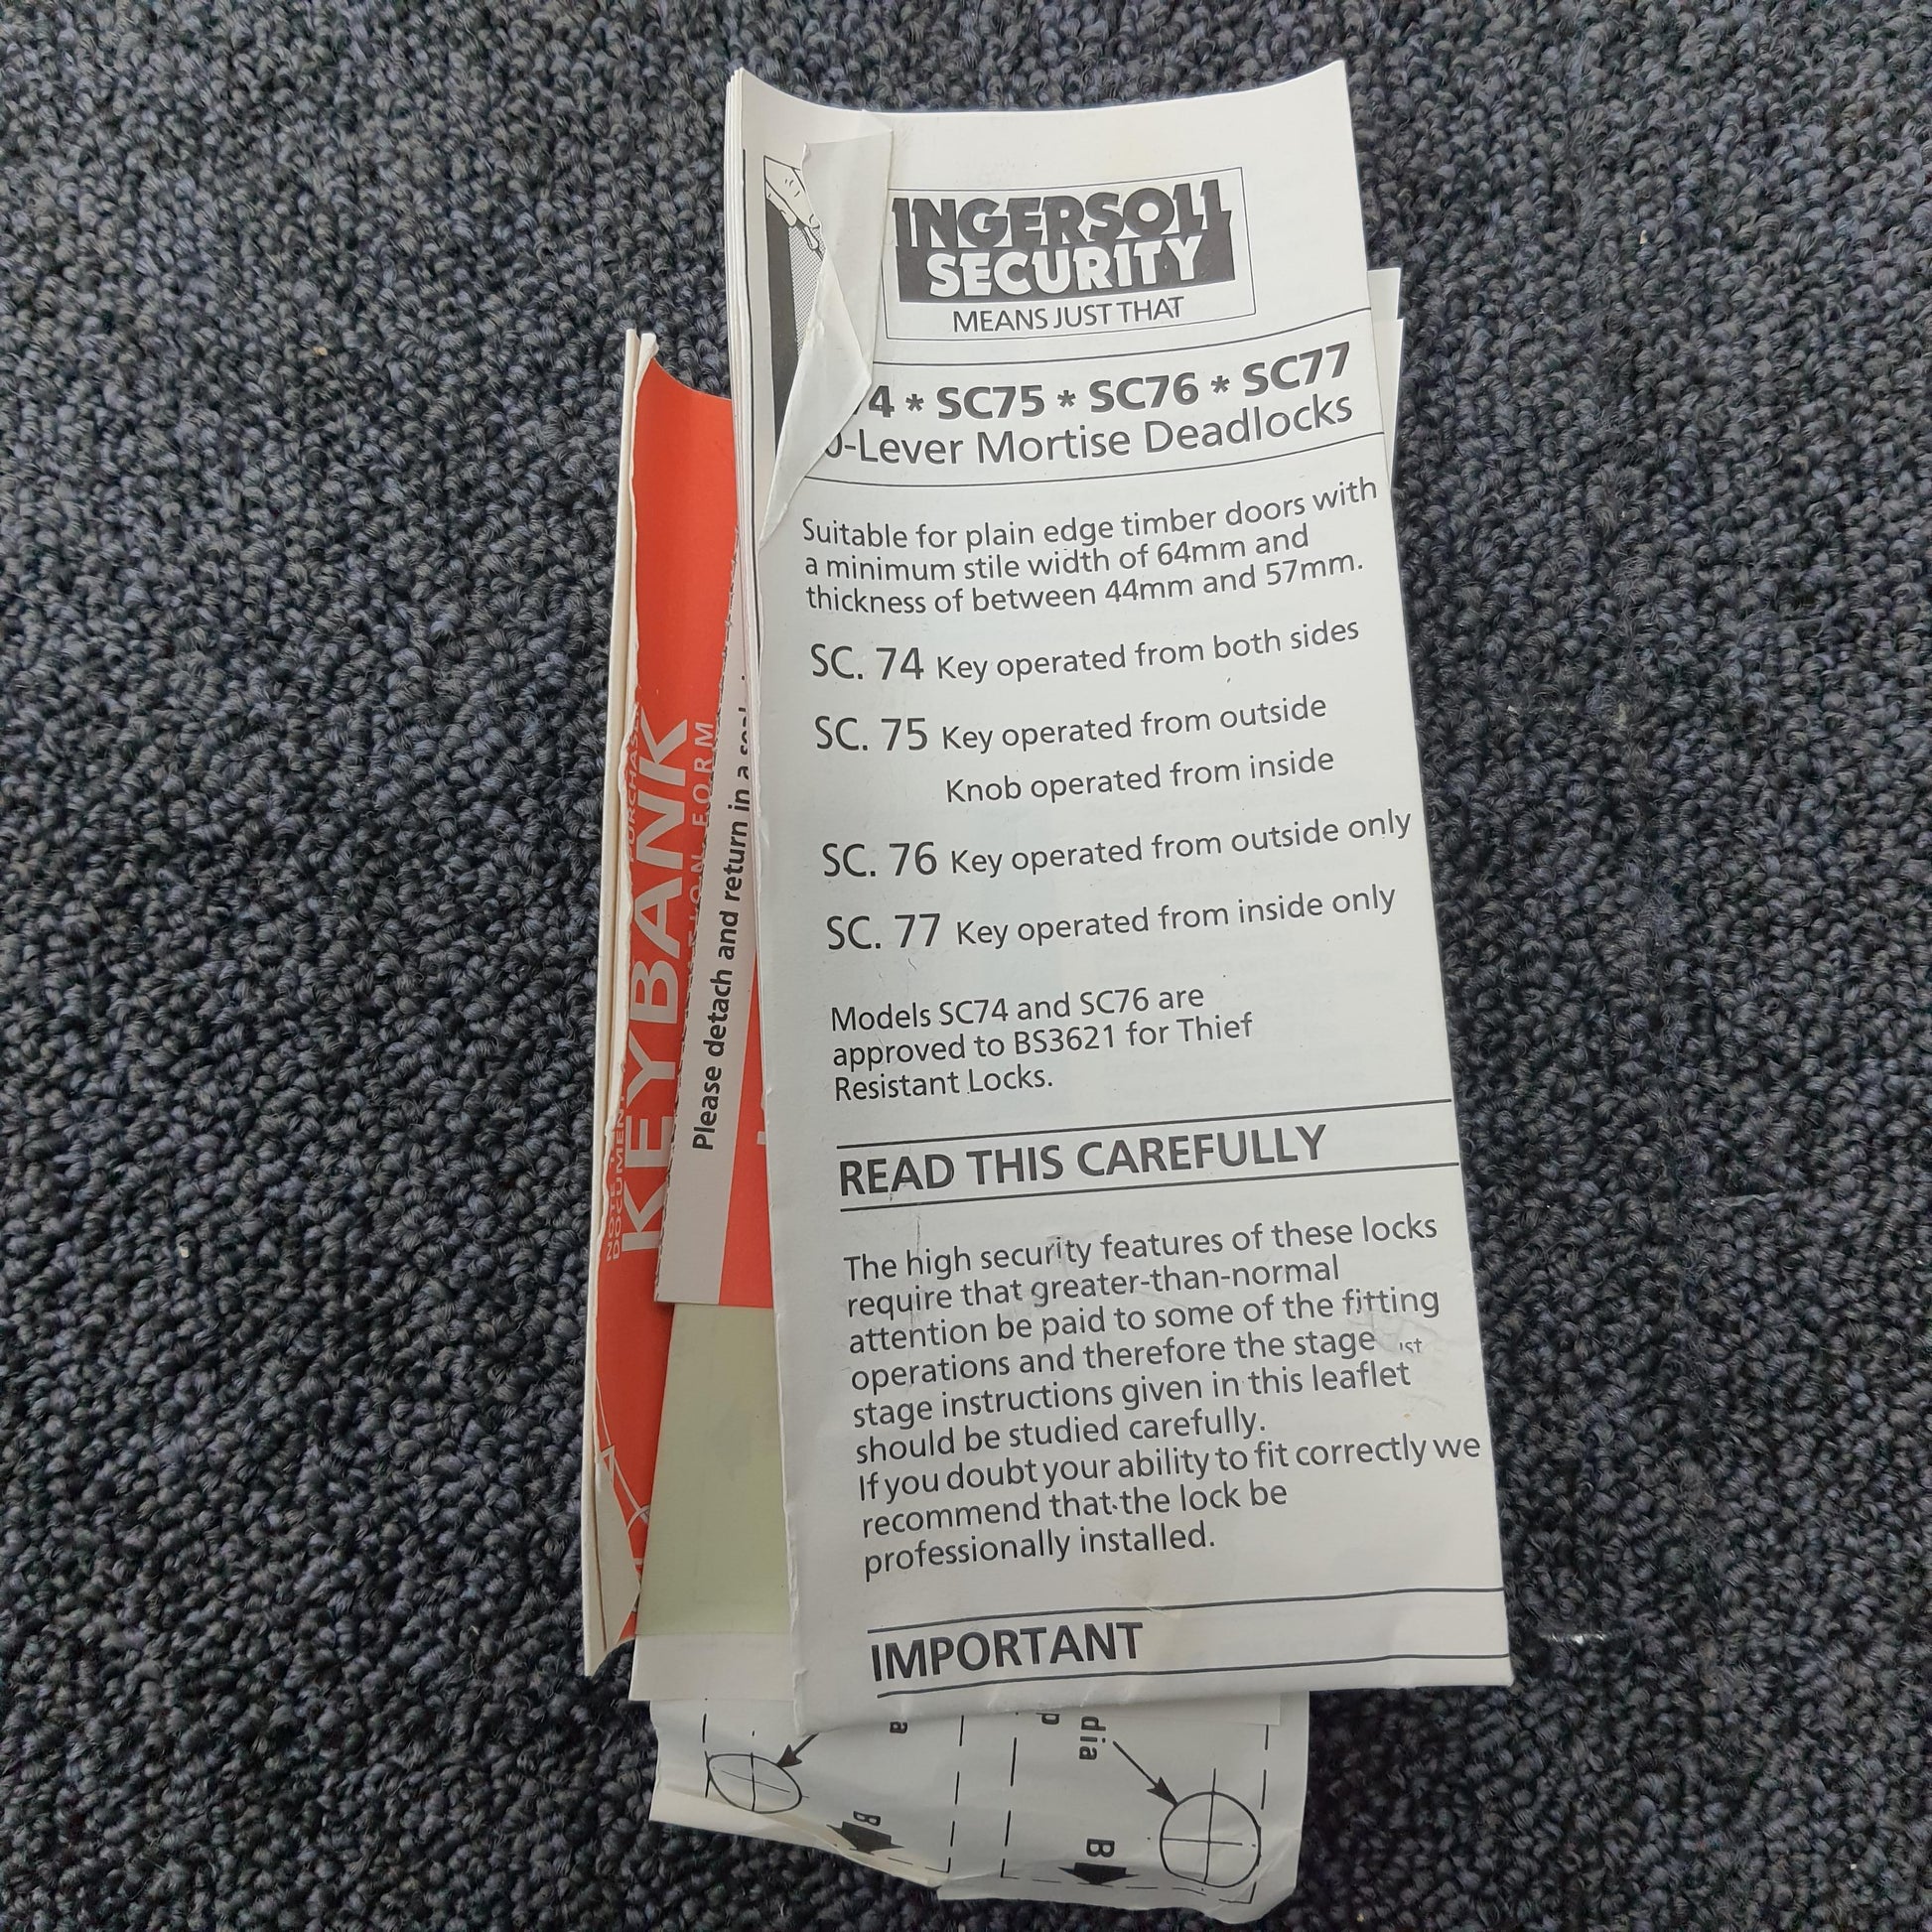 INGERSOLL
SECURITY
MEANS JUST THAT
4 * SC75 * SC76 * SC77
-Lever Mortise Deadlocks
Suitable for plain edge timber doors with
a minimum stile width of 64mm and
thickness of between 44mm and 57mm.
SC. 74 Key operated from both sides
SC. 75 Key operated from outside
Knob operated from inside
SC. 76 Key operated from outside only
SC. 77 Key operated from inside only
Models SC74 and SC76 are
approved to BS3621 for Thief
Resistant Locks.
READ THIS CAREFULLY
The high security features of these locks
require that greater-than-normal
attention be paid to some of the fitting
operations and therefore the stage
stage instructions given in this leaflet
should be studied carefully.
If you doubt your ability to fit correctly we
recommend that the lock be
professionally installed.
IMPORTANT
KEYBANK
FORM
Please detach and return in a
NOTE
DOCUMENT
a
p
dia
B
B